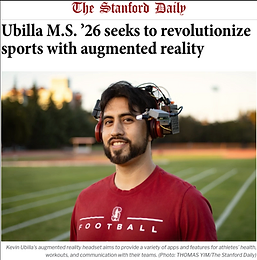 The Stanford Daily
Ubilla M.S. ’26 seeks to revolutionize
sports with augmented reality
S
FOOTBALL
Kevin Ubilla's augmented reality headset aims to provide a variety of apps and features for athletes' health,
workouts, and communication with their teams. (Photo: THOMAS YIM/The Stanford Daily)